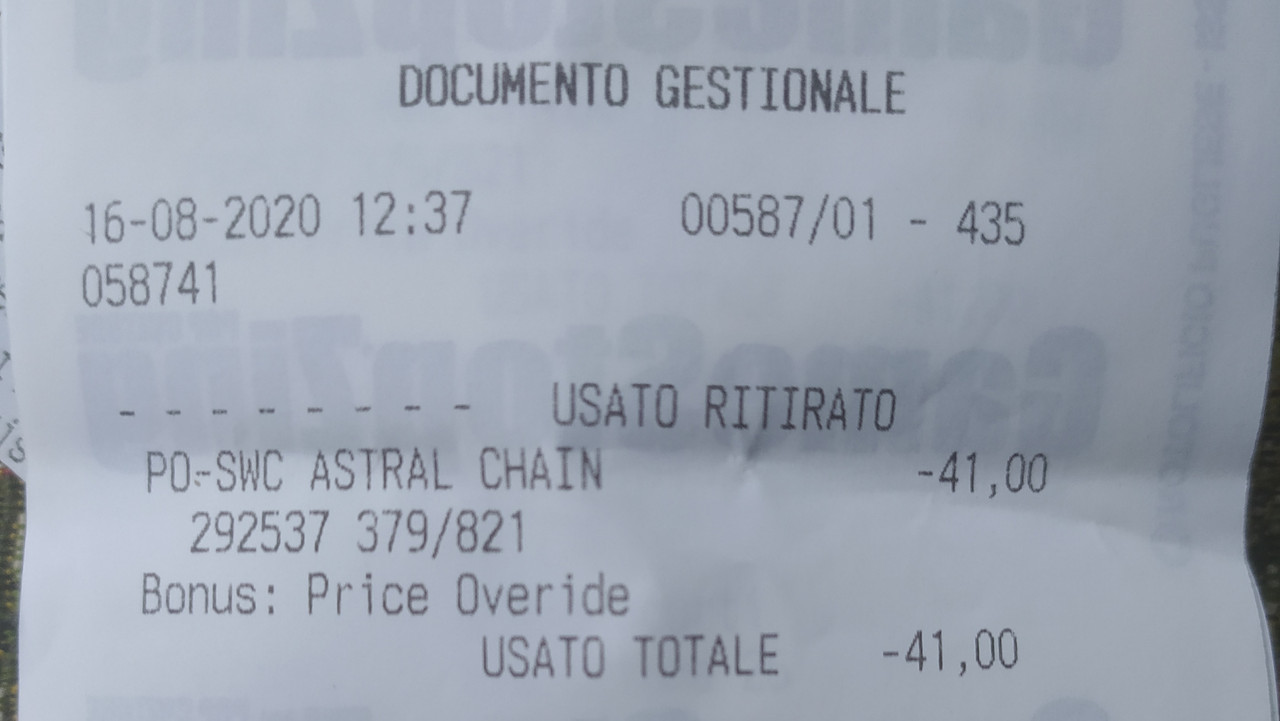 DOCUMENTO GESTIONALE
16-08-2020 12:37 00587/01 - 435
058741
- - - - - - - - USATO RITIRATO
PO-SWC ASTRAL CHAIN -41,00
292537 379/821
Bonus: Price Overide
USATO TOTALE -41,00